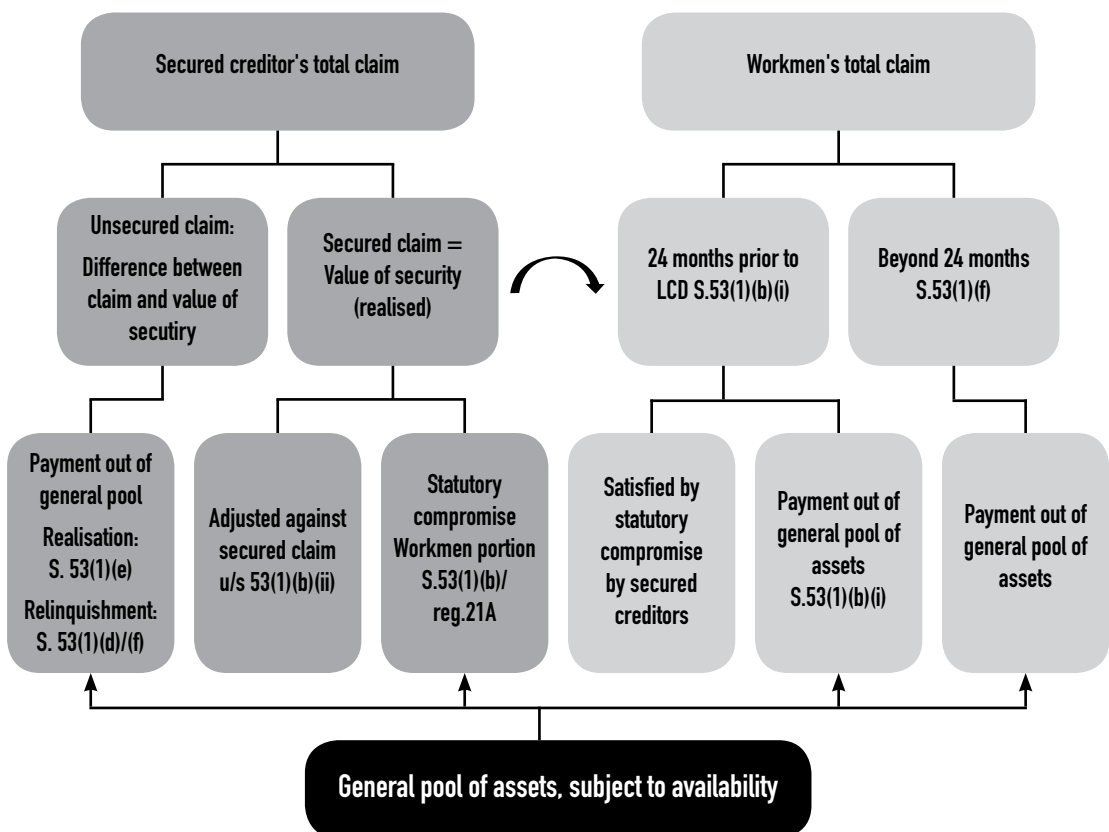 Secured creditor's total claim
Workmen's total claim
Unsecured claim:
Difference between
claim and value of
secutiry
Secured claim =
Value of security
(realised)
24 months prior to
LCD S.53(1)(b)(i)
Beyond 24 months
S.53(1)(f)
Payment out of
general pool
Realisation:
S. 53(1)(e)
Relinquishment:
S. 53(1)(d)/(f)
Adjusted against
secured claim
u/s 53(1)(b)(ii)
Statutory
compromise
Workmen portion
S.53(1)(b)/
reg.21A
Satisfied by
statutory
compromise
by secured
creditors
Payment out of
general pool of
assets
S.53(1)(b)(i)
Payment out of
general pool of
assets
General pool of assets, subject to availability